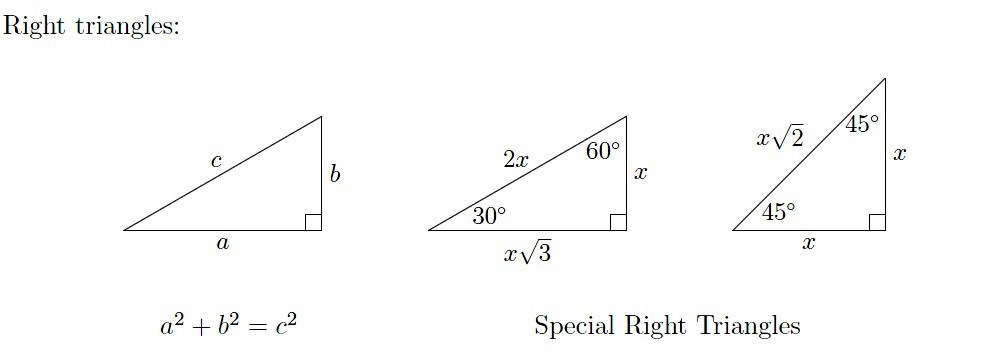 Right triangles:
c
b
a
2x
60°
x
30°
x√3
x√2
45°
x
45°
x
a² + b² = c²
Special Right Triangles